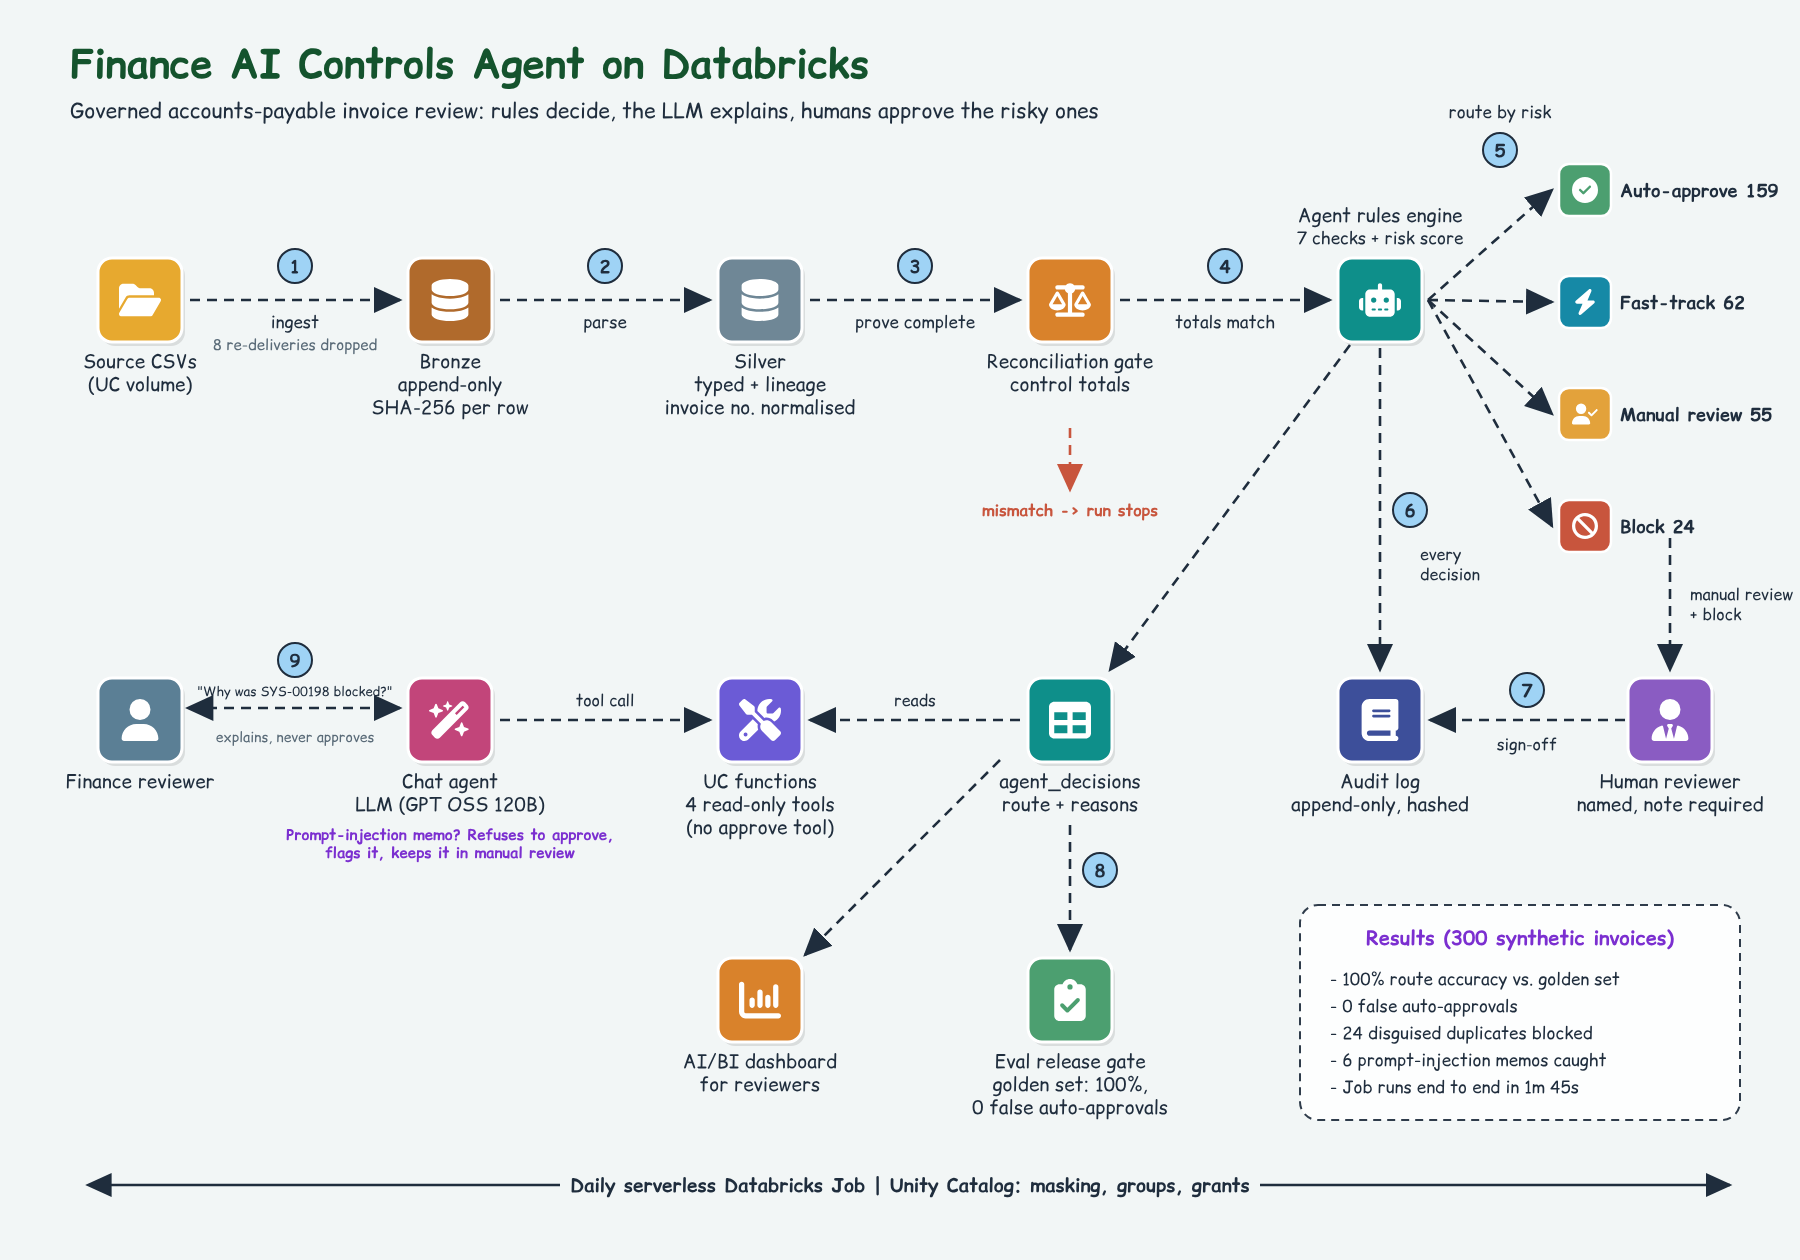 Finance AI Controls Agent on Databricks
Governed accounts-payable invoice review: rules decide, the LLM explains, humans approve the risky ones
route by risk
5
Auto-approve 159
Fast-track 62
Manual review 55
Block 24
1
ingest
8 re-deliveries dropped
2
parse
3
prove complete
4
totals match
Agent rules engine
7 checks + risk score
Source CSVs
(UC volume)
Bronze
append-only
SHA-256 per row
Silver
typed + lineage
invoice no. normalised
Reconciliation gate
control totals
mismatch -> run stops
6
every
decision
manual review
+ block
9
"Why was SYS-00198 blocked?"
explains, never approves
tool call
reads
7
sign-off
Finance reviewer
Chat agent
LLM (GPT OSS 120B)
Prompt-injection memo? Refuses to approve,
flags it, keeps it in manual review
UC functions
4 read-only tools
(no approve tool)
agent_decisions
route + reasons
Audit log
append-only, hashed
Human reviewer
named, note required
8
AI/BI dashboard
for reviewers
Eval release gate
golden set: 100%,
0 false auto-approvals
Results (300 synthetic invoices)
- 100% route accuracy vs. golden set
- 0 false auto-approvals
- 24 disguised duplicates blocked
- 6 prompt-injection memos caught
- Job runs end to end in 1m 45s
Daily serverless Databricks Job | Unity Catalog: masking, groups, grants